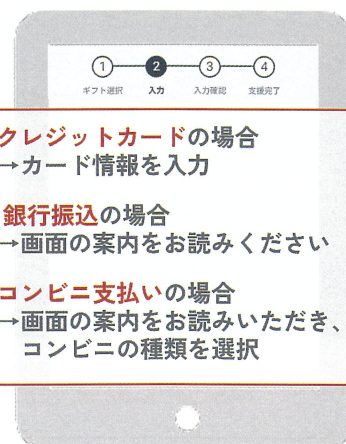 1 2 3 4
ギフト選択 入力 入力確認 支援完了
クレジットカードの場合
→カード情報を入力
銀行振込の場合
→画面の案内をお読みください
コンビニ支払いの場合
→画面の案内をお読みいただき、
コンビニの種類を選択